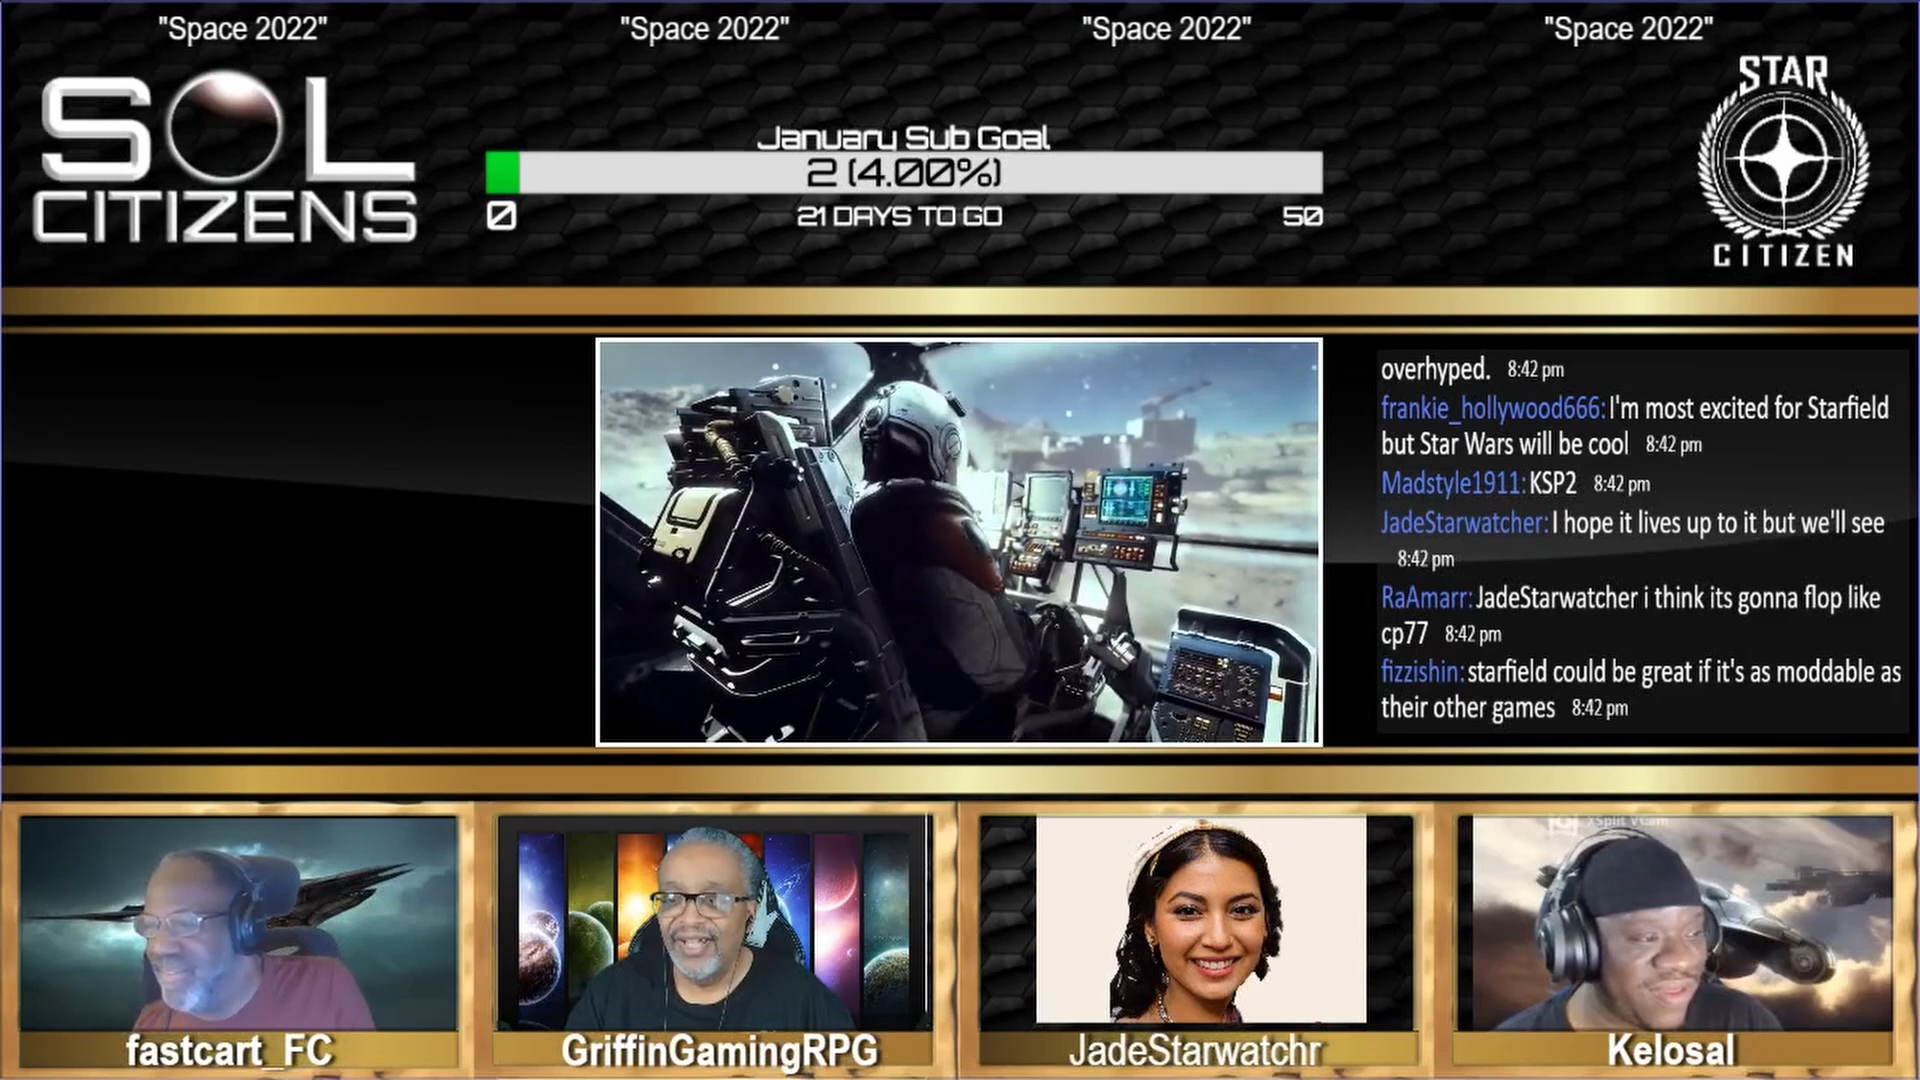 "Space 2022" "Space 2022" "Space 2022" "Space 2022"
SOL
CITIZENS
January Sub Goal
2 (4.00%)
0 21 DAYS TO GO 50
STAR
CITIZEN
overhyped. 8:42 pm
frankie_hollywood666: I'm most excited for Starfield
but Star Wars will be cool 8:42 pm
Madstyle1911: KSP2 8:42 pm
JadeStarwatcher: I hope it lives up to it but we'll see
8:42 pm
RaAmarr: JadeStarwatcher i think its gonna flop like
cp77 8:42 pm
fizzishin: starfield could be great if it's as moddable as
their other games 8:42 pm
XSplit VCam
fastcart_FC
GriffinGamingRPG
JadeStarwatchr
Kelosal